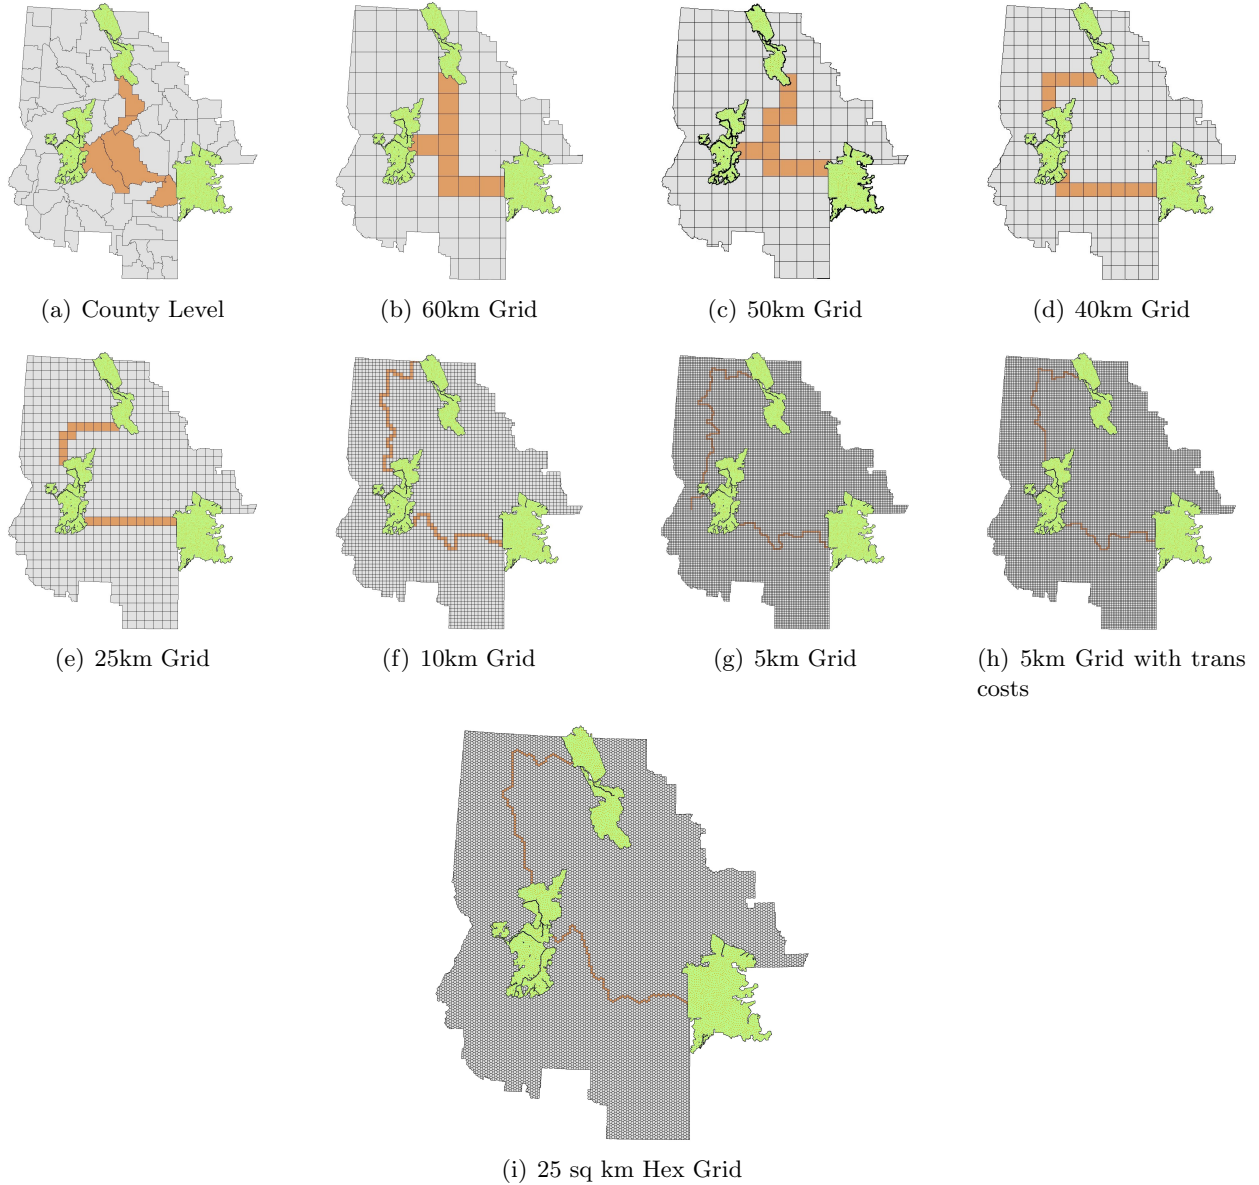 (a) County Level
(b) 60km Grid
(c) 50km Grid
(d) 40km Grid
(e) 25km Grid
(f) 10km Grid
(g) 5km Grid
(h) 5km Grid with trans
costs
(i) 25 sq km Hex Grid